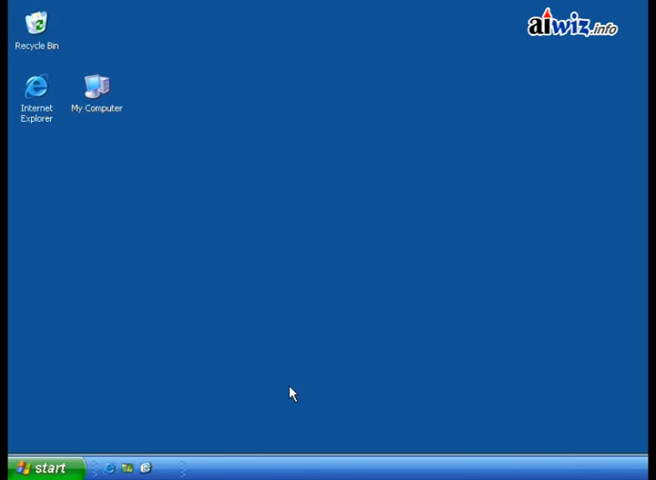 Recycle Bin
aiwiz.info
Internet
Explorer
My Computer
start